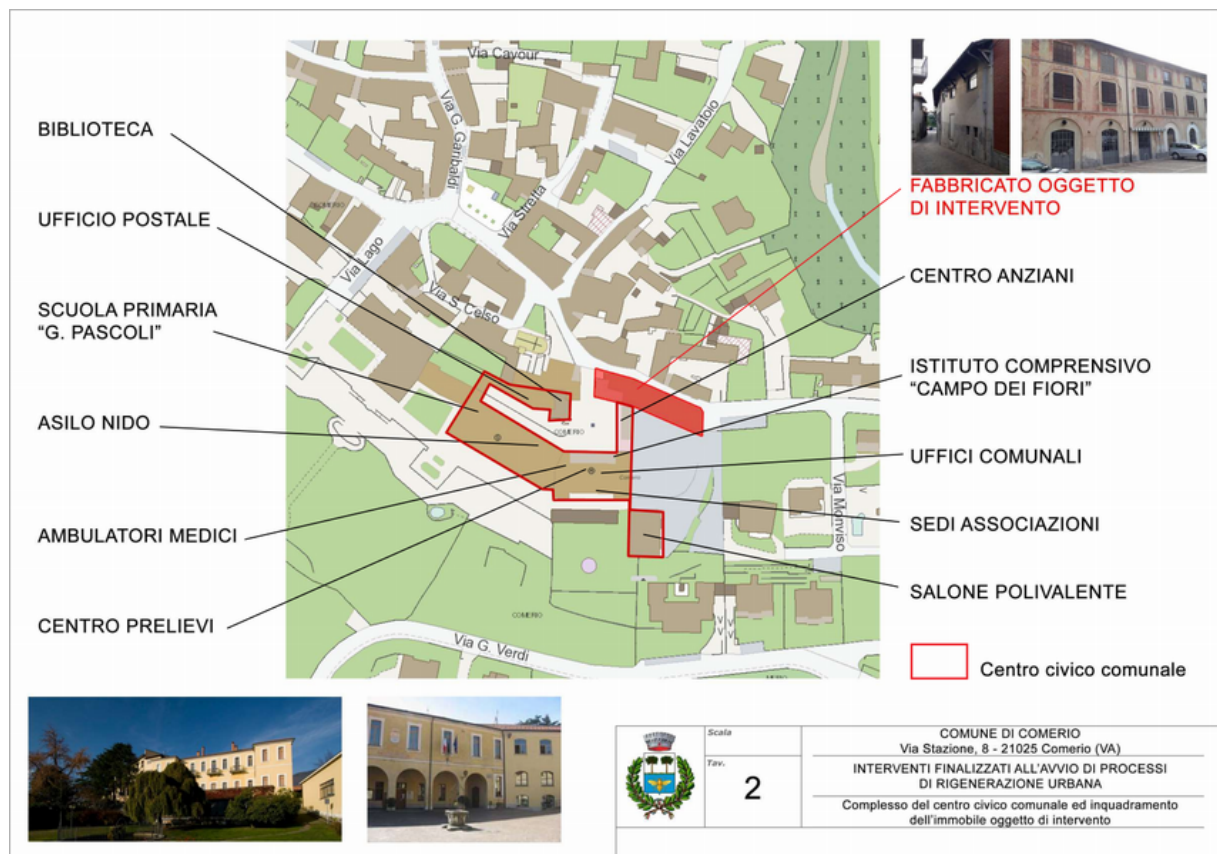 BIBLIOTECA
UFFICIO POSTALE
SCUOLA PRIMARIA
“G. PASCOLI”
ASILO NIDO
AMBULATORI MEDICI
CENTRO PRELIEVI
Via Cavour
Via G. Garibaldi
Via Lavatoio
Via Stretta
Via Lago
Via S. Celso
COMERIO
Via Monviso
COMERIO
Via G. Verdi
FABBRICATO OGGETTO
DI INTERVENTO
CENTRO ANZIANI
ISTITUTO COMPRENSIVO
“CAMPO DEI FIORI”
UFFICI COMUNALI
SEDI ASSOCIAZIONI
SALONE POLIVALENTE
Centro civico comunale
Scala
Tav.
2
COMUNE DI COMERIO
Via Stazione, 8 - 21025 Comerio (VA)
INTERVENTI FINALIZZATI ALL'AVVIO DI PROCESSI
DI RIGENERAZIONE URBANA
Complesso del centro civico comunale ed inquadramento
dell'immobile oggetto di intervento